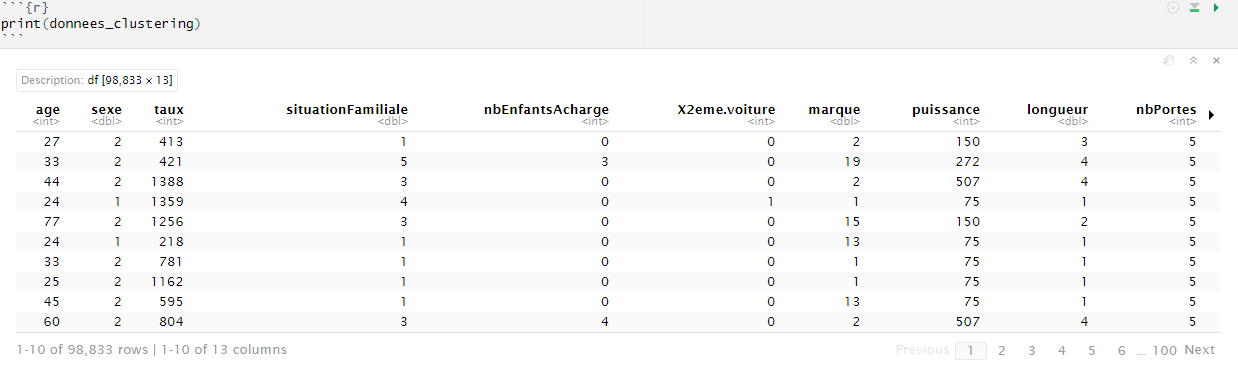 ```{r}
print(donnees_clustering)
```
Description: df [98,833 × 13]
age sexe taux situationFamiliale nbEnfantsAcharge X2eme.voiture marque puissance longueur nbPortes
<int> <dbl> <int> <dbl> <int> <int> <dbl> <int> <dbl> <int>
27 2 413 1 0 0 2 150 3 5
33 2 421 5 3 0 19 272 4 5
44 2 1388 3 0 0 2 507 4 5
24 1 1359 4 0 1 1 75 1 5
77 2 1256 3 0 0 15 150 2 5
24 1 218 1 0 0 13 75 1 5
33 2 781 1 0 0 1 75 1 5
25 2 1162 1 0 0 1 75 1 5
45 2 595 1 0 0 13 75 1 5
60 2 804 3 4 0 2 507 4 5
1-10 of 98,833 rows | 1-10 of 13 columns Previous 1 2 3 4 5 6 ... 100 Next